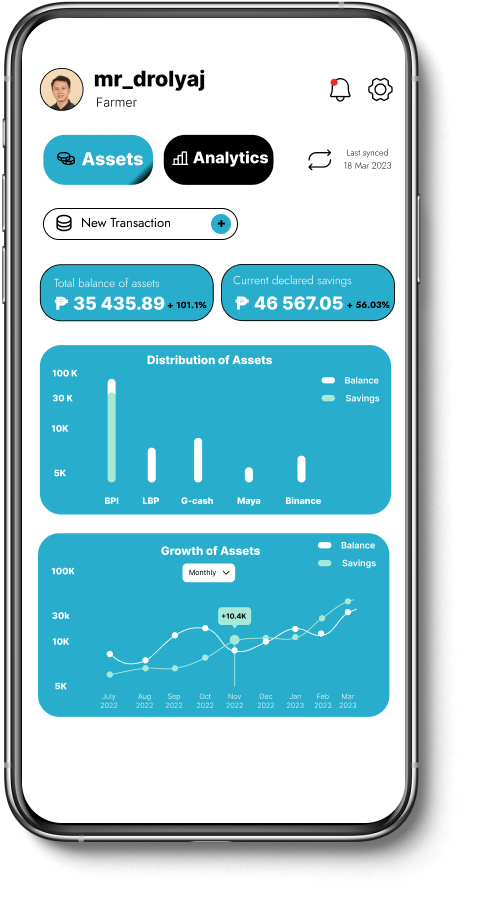 mr_drolyaj
Farmer
Assets
Analytics
Last synced
18 Mar 2023
New Transaction
Total balance of assets
₱ 35 435.89 + 101.1%
Current declared savings
₱ 46 567.05 + 56.03%
Distribution of Assets
100 K
30 K
10K
5K
Balance
Savings
BPI LBP G-cash Maya Binance
Growth of Assets
Monthly
Balance
Savings
100K
30k
10K
5K
+10.4K
July Aug Sep Oct Nov Dec Jan Feb Mar
2022 2022 2022 2022 2022 2022 2023 2023 2023